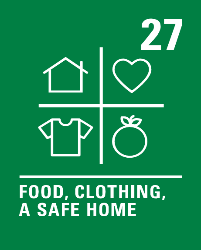 27
FOOD, CLOTHING,
A SAFE HOME